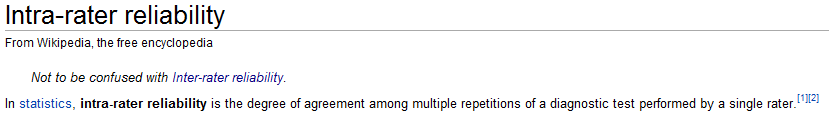 Intra-rater reliability
From Wikipedia, the free encyclopedia
Not to be confused with Inter-rater reliability.
In statistics, intra-rater reliability is the degree of agreement among multiple repetitions of a diagnostic test performed by a single rater.[1][2]